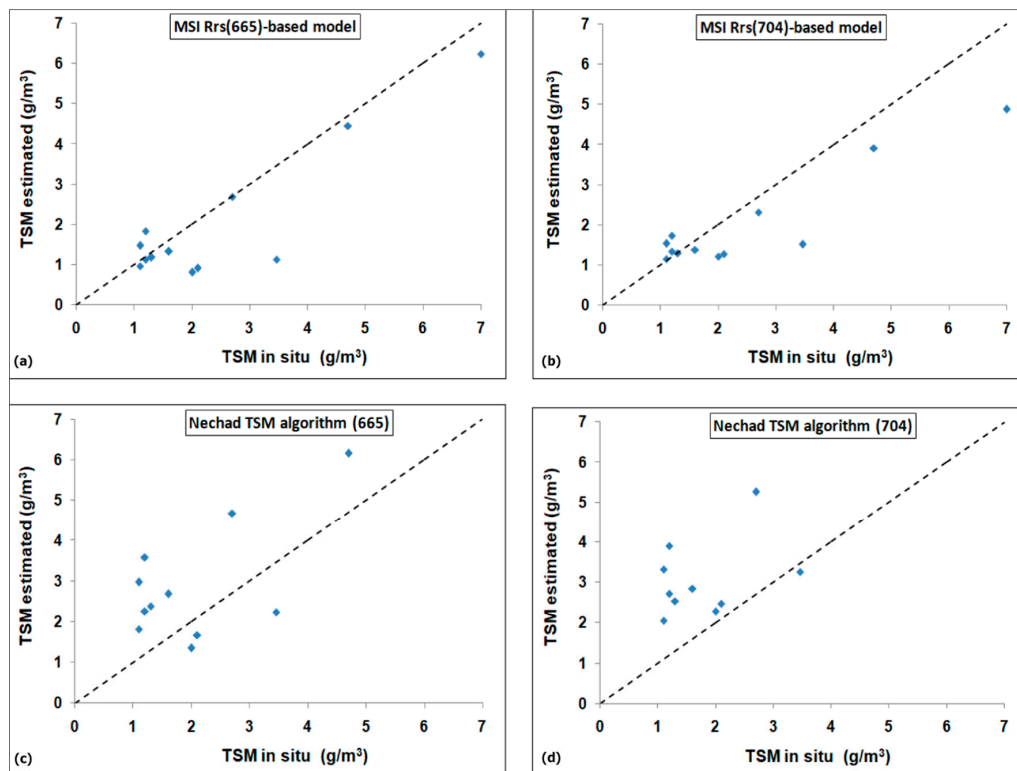 MSI Rrs(665)-based model
7
6
5
4
3
2
1
0
TSM estimated (g/m³)
0 1 2 3 4 5 6 7
TSM in situ (g/m³)
(a)
MSI Rrs(704)-based model
7
6
5
4
3
2
1
0
TSM estimated (g/m³)
0 1 2 3 4 5 6 7
TSM in situ (g/m³)
(b)
Nechad TSM algorithm (665)
7
6
5
4
3
2
1
0
TSM estimated (g/m³)
0 1 2 3 4 5 6 7
TSM in situ (g/m³)
(c)
Nechad TSM algorithm (704)
7
6
5
4
3
2
1
0
TSM estimated (g/m³)
0 1 2 3 4 5 6 7
TSM in situ (g/m³)
(d)